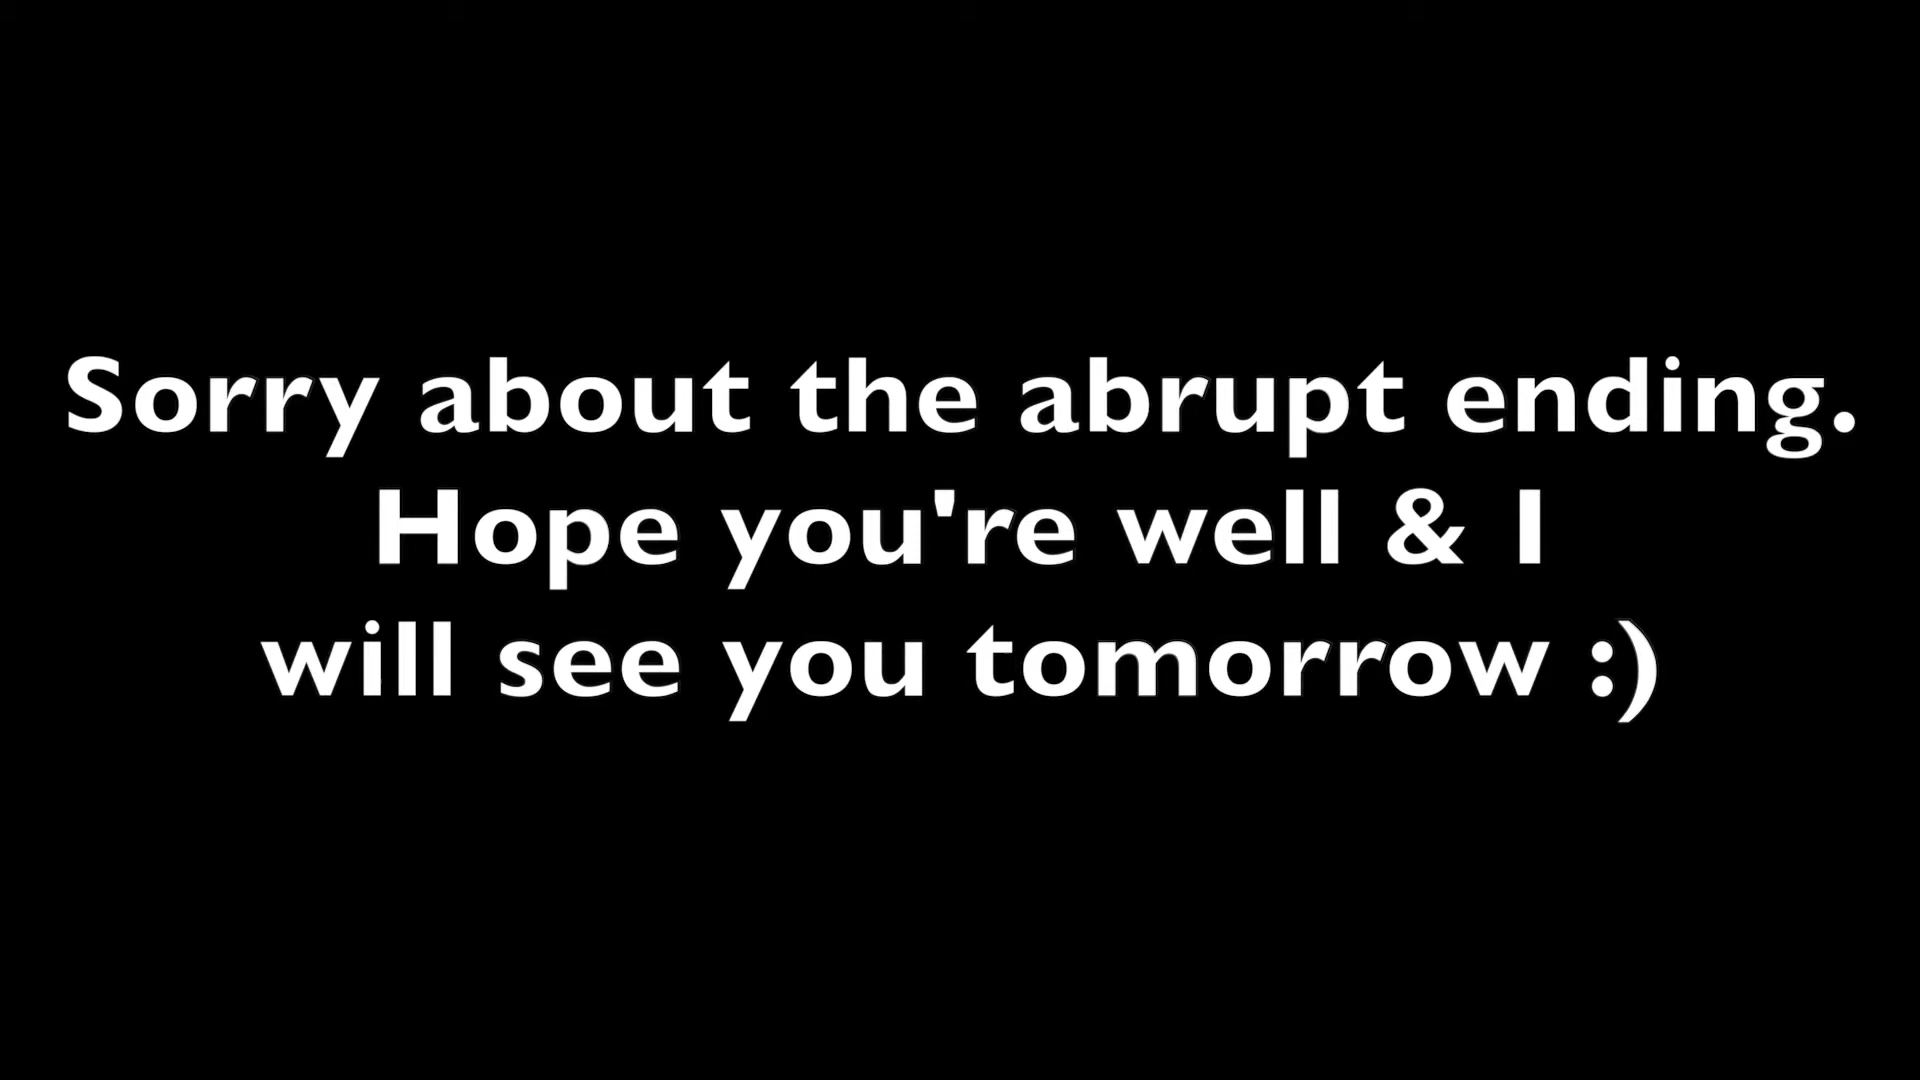 Sorry about the abrupt ending.
Hope you're well & I
will see you tomorrow :)